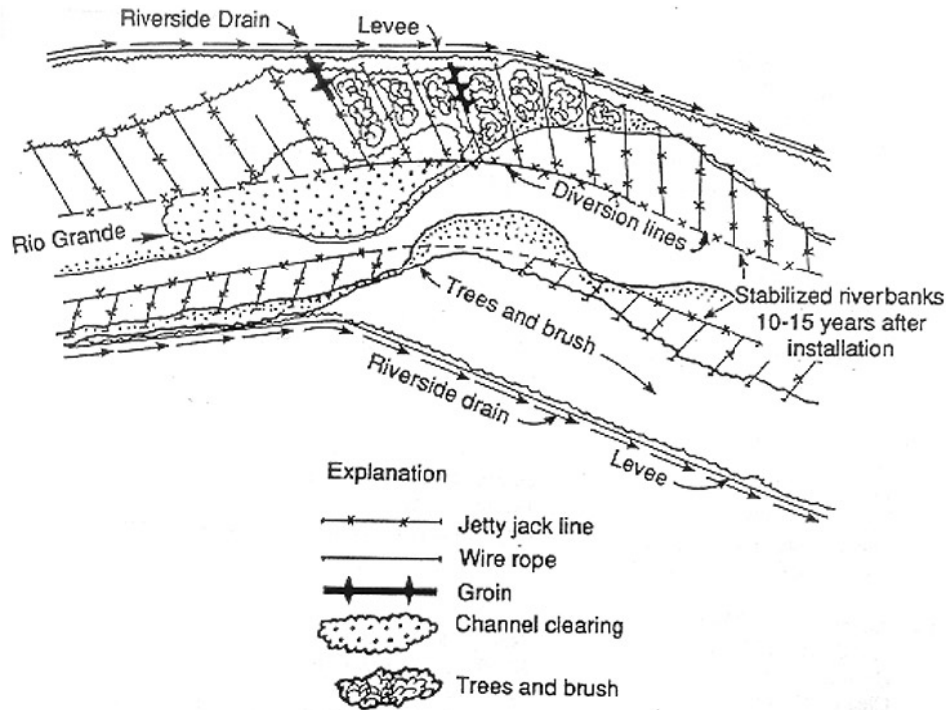 Riverside Drain
Levee
Rio Grande
Diversion lines
Trees and brush
Stabilized riverbanks
10-15 years after
installation
Riverside drain
Levee
Explanation
Jetty jack line
Wire rope
Groin
Channel clearing
Trees and brush